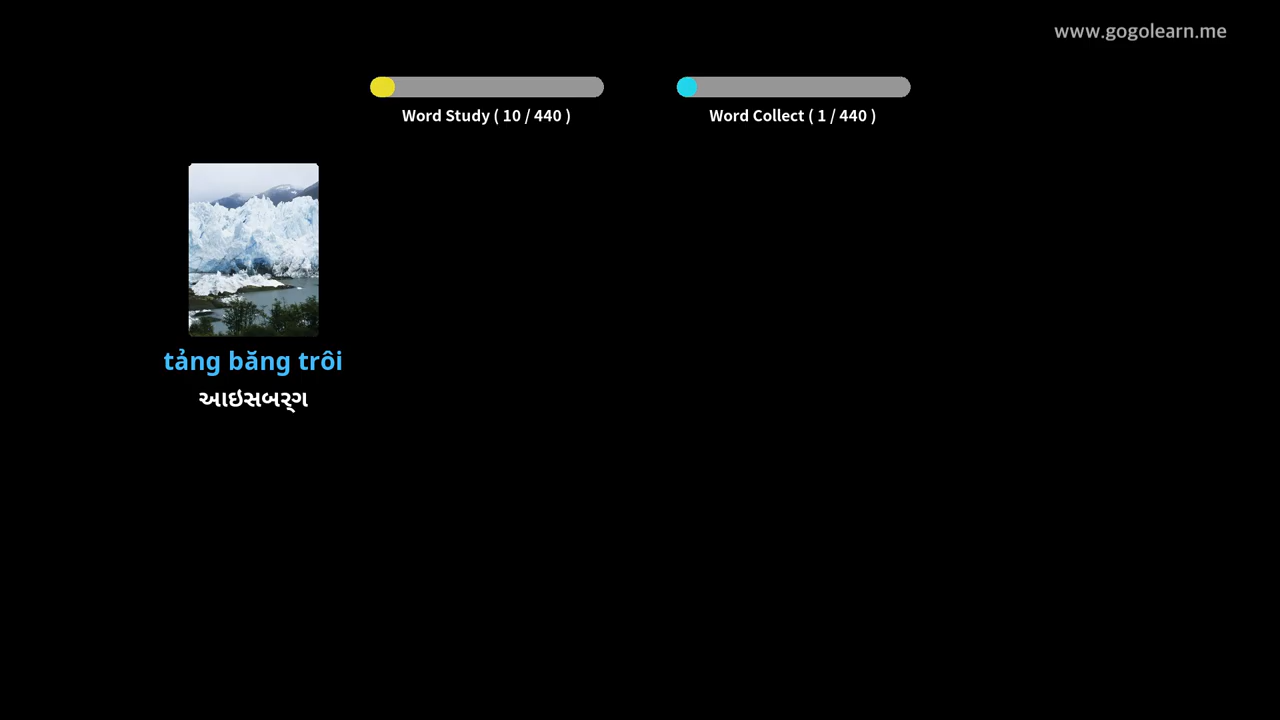 www.gogolearn.me
Word Study ( 10 / 440 )
Word Collect ( 1 / 440 )
tảng băng trôi
આઇસબર્ગ